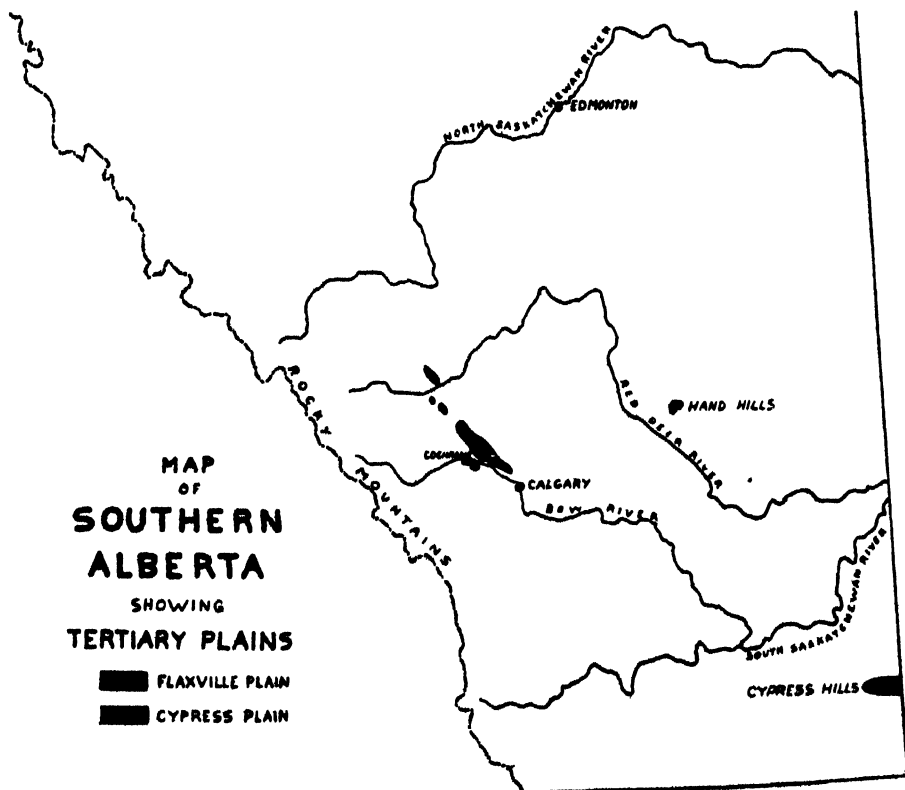 NORTH SASKATCHEWAN RIVER
EDMONTON
ROCKY MOUNTAINS
RED DEER RIVER
HAND HILLS
COCHRANE
CALGARY
BOW RIVER
SOUTH SASKATCHEWAN RIVER
CYPRESS HILLS
MAP
OF
SOUTHERN
ALBERTA
SHOWING
TERTIARY PLAINS
FLAXVILLE PLAIN
CYPRESS PLAIN